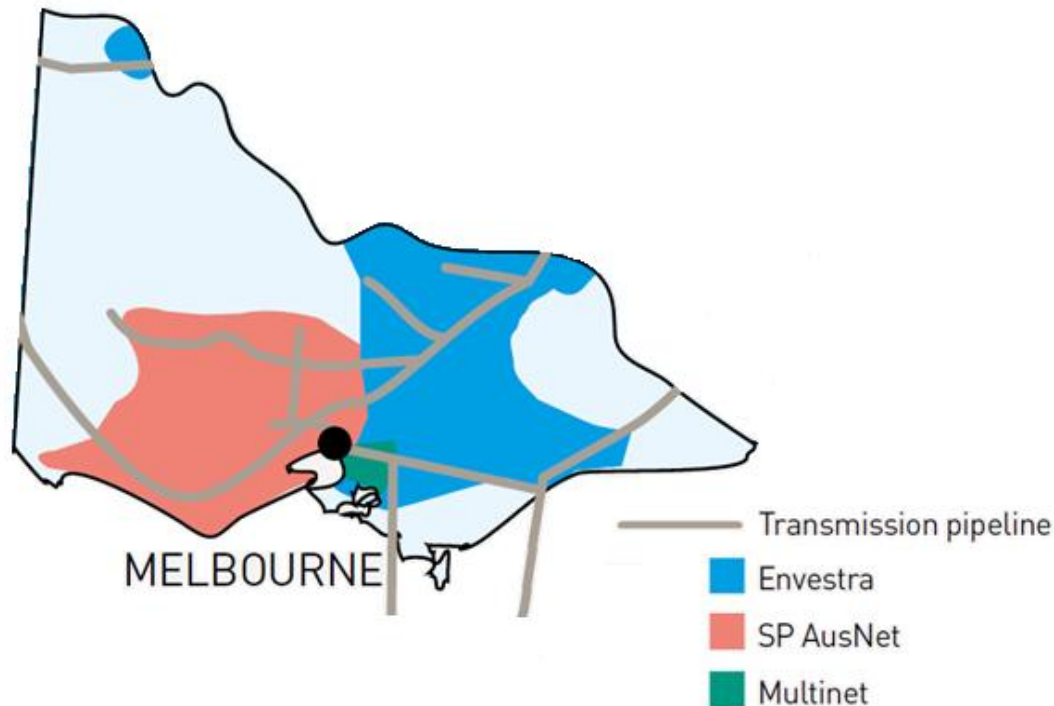 Transmission pipeline
MELBOURNE
Envestra
SP AusNet
Multinet